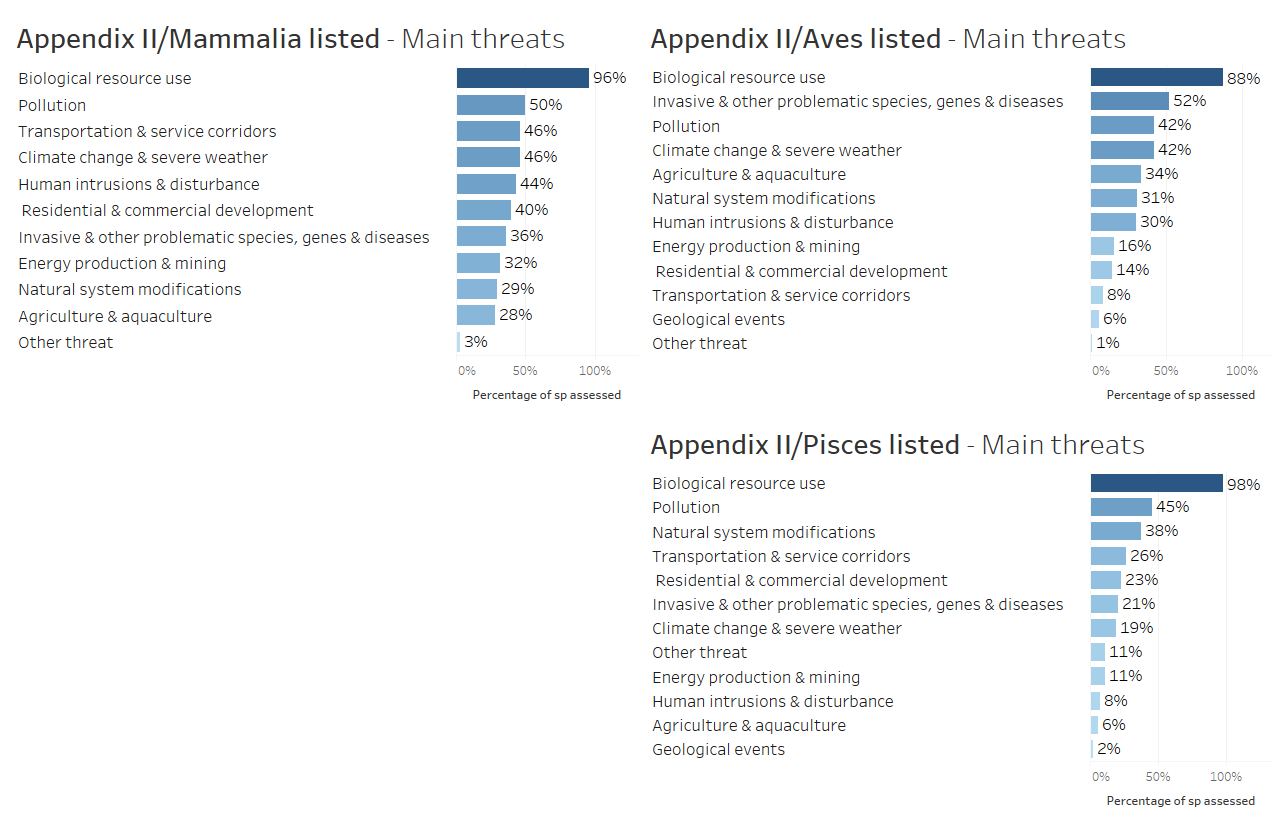 Appendix II/Mammalia listed - Main threats
Biological resource use 96%
Pollution 50%
Transportation & service corridors 46%
Climate change & severe weather 46%
Human intrusions & disturbance 44%
Residential & commercial development 40%
Invasive & other problematic species, genes & diseases 36%
Energy production & mining 32%
Natural system modifications 29%
Agriculture & aquaculture 28%
Other threat 3%
0% 50% 100%
Percentage of sp assessed
Appendix II/Aves listed - Main threats
Biological resource use 88%
Invasive & other problematic species, genes & diseases 52%
Pollution 42%
Climate change & severe weather 42%
Agriculture & aquaculture 34%
Natural system modifications 31%
Human intrusions & disturbance 30%
Energy production & mining 16%
Residential & commercial development 14%
Transportation & service corridors 8%
Geological events 6%
Other threat 1%
0% 50% 100%
Percentage of sp assessed
Appendix II/Pisces listed - Main threats
Biological resource use 98%
Pollution 45%
Natural system modifications 38%
Transportation & service corridors 26%
Residential & commercial development 23%
Invasive & other problematic species, genes & diseases 21%
Climate change & severe weather 19%
Other threat 11%
Energy production & mining 11%
Human intrusions & disturbance 8%
Agriculture & aquaculture 6%
Geological events 2%
0% 50% 100%
Percentage of sp assessed